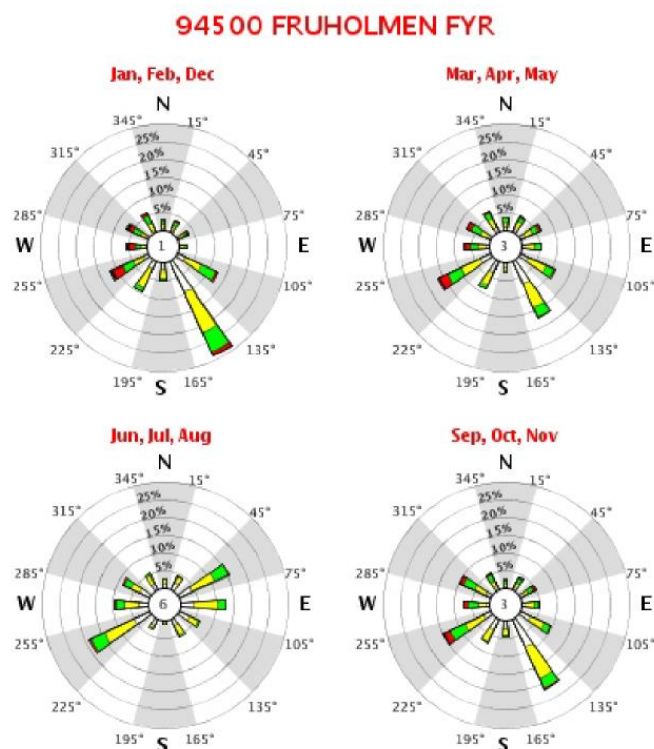 94500 FRUHOLMEN FYR
Jan, Feb, Dec
N
345° 15°
315° 45°
25%
20%
15%
10%
5%
285° 75°
W 1 E
255° 105°
225° 135°
195° S 165°
Mar, Apr, May
N
345° 15°
315° 45°
25%
20%
15%
10%
5%
285° 75°
W 3 E
255° 105°
225° 135°
195° S 165°
Jun, Jul, Aug
N
345° 15°
315° 45°
25%
20%
15%
10%
5%
285° 75°
W 6 E
255° 105°
225° 135°
195° S 165°
Sep, Oct, Nov
N
345° 15°
315° 45°
25%
20%
15%
10%
5%
285° 75°
W 3 E
255° 105°
225° 135°
195° S 165°